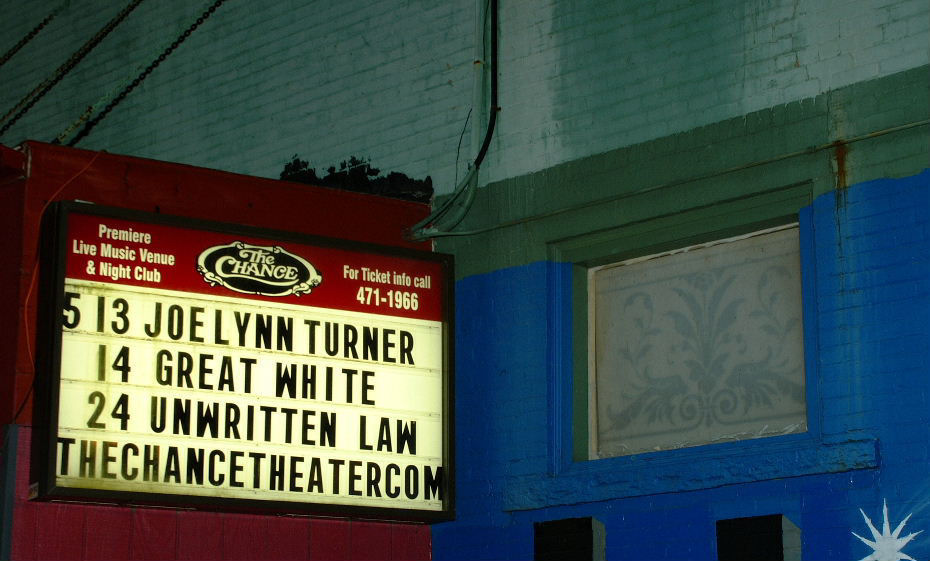 Premiere
Live Music Venue
& Night Club
The
CHANCE
For Ticket info call
471-1966
5 13 JOE LYNN TURNER
14 GREAT WHITE
24 UNWRITTEN LAW
THECHANCETHEATERCOM